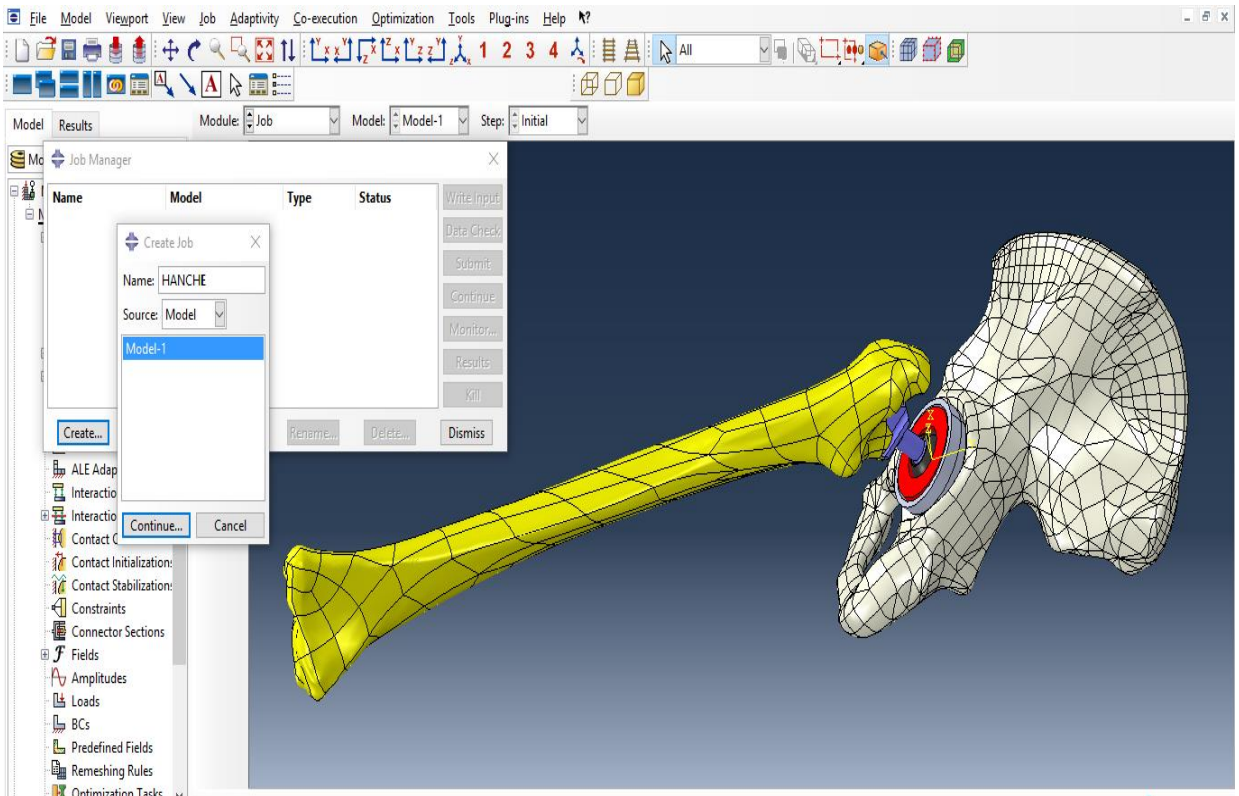 File Model Viewport View Job Adaptivity Co-execution Optimization Tools Plug-ins Help
1 2 3 4 All
A
Model Results Module: Job Model: Model-1 Step: Initial
Job Manager
Name Model Type Status Write Input
Data Check
Create Job
Submit
Name: HANCHE
Continue
Source: Model
Monitor...
Model-1
Results
Kill
Create... Rename... Delete... Dismiss
ALE Adap
Interactio
Interactio
Continue... Cancel
Contact C
Contact Initialization
Contact Stabilization
Constraints
Connector Sections
Fields
Amplitudes
Loads
BCs
Predefined Fields
Remeshing Rules
Optimization Tasks